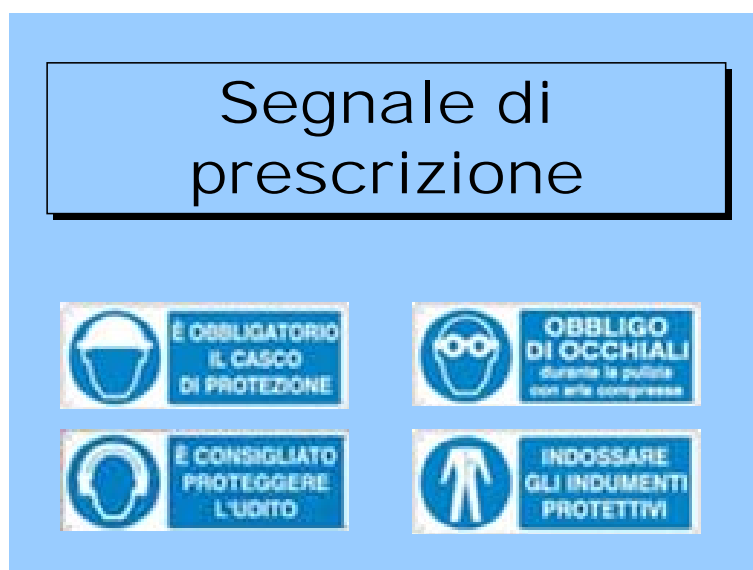 Segnale di
prescrizione
È OBBLIGATORIO
IL CASCO
DI PROTEZIONE
OBBLIGO
DI OCCHIALI
durante la pulizia
con aria compressa
È CONSIGLIATO
PROTEGGERE
L'UDITO
INDOSSARE
GLI INDUMENTI
PROTETTIVI